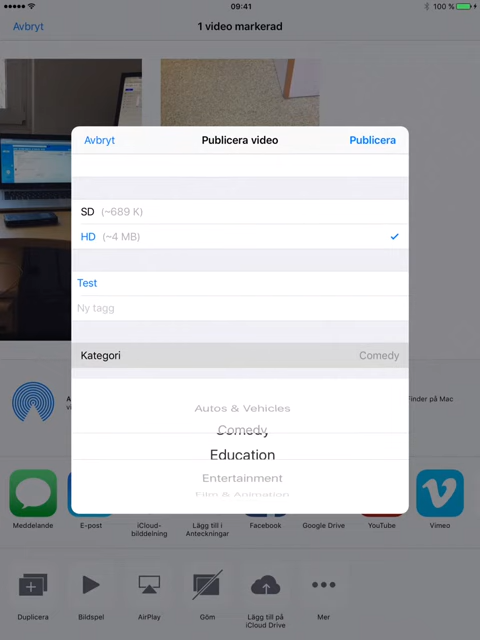 09:41
100 %
Avbryt
1 video markerad
Avbryt
Publicera video
Publicera
SD (~689 K)
HD (~4 MB)
Test
Ny tagg
Kategori
Comedy
Autos & Vehicles
Comedy
Education
Entertainment
Film & Animation
Finder på Mac
Meddelande
E-post
iCloud-
bilddelning
Lägg till i
Anteckningar
Facebook
Google Drive
YouTube
Vimeo
Duplicera
Bildspel
AirPlay
Göm
Lägg till på
iCloud Drive
Mer